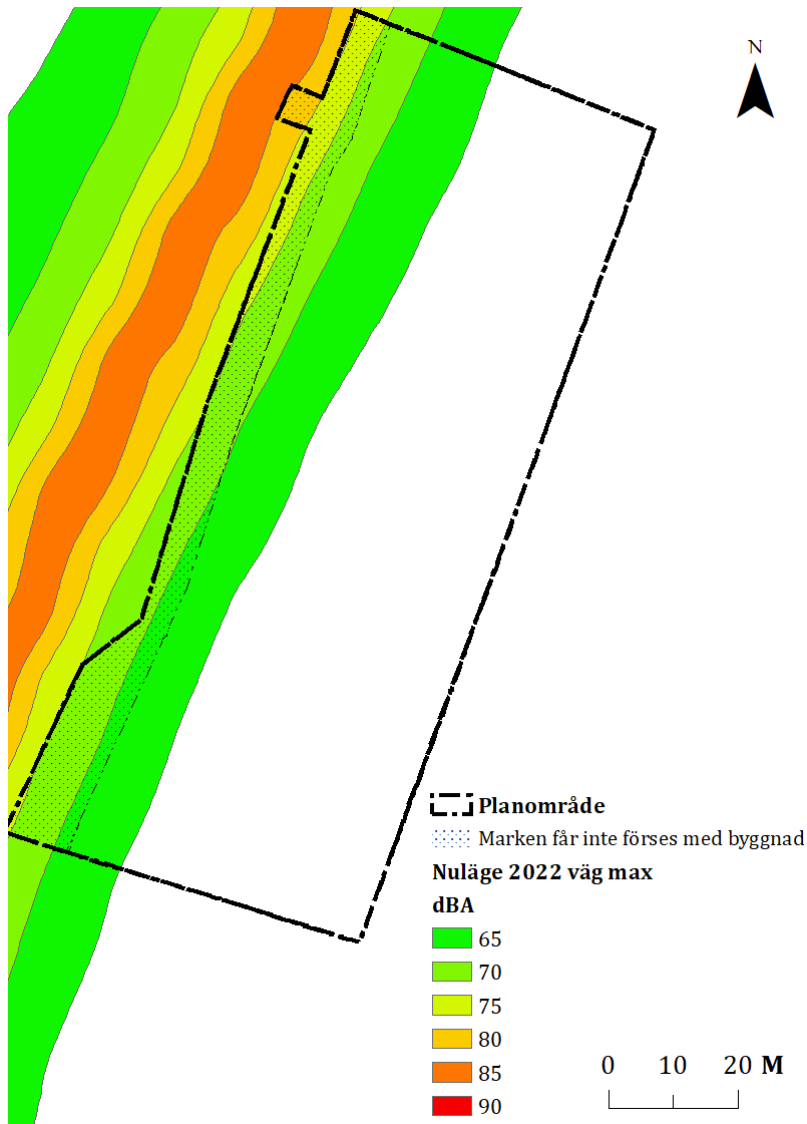 N
Planområde
Marken får inte förses med byggnad
Nuläge 2022 väg max
dBA
65
70
75
80
85
90
0 10 20 M